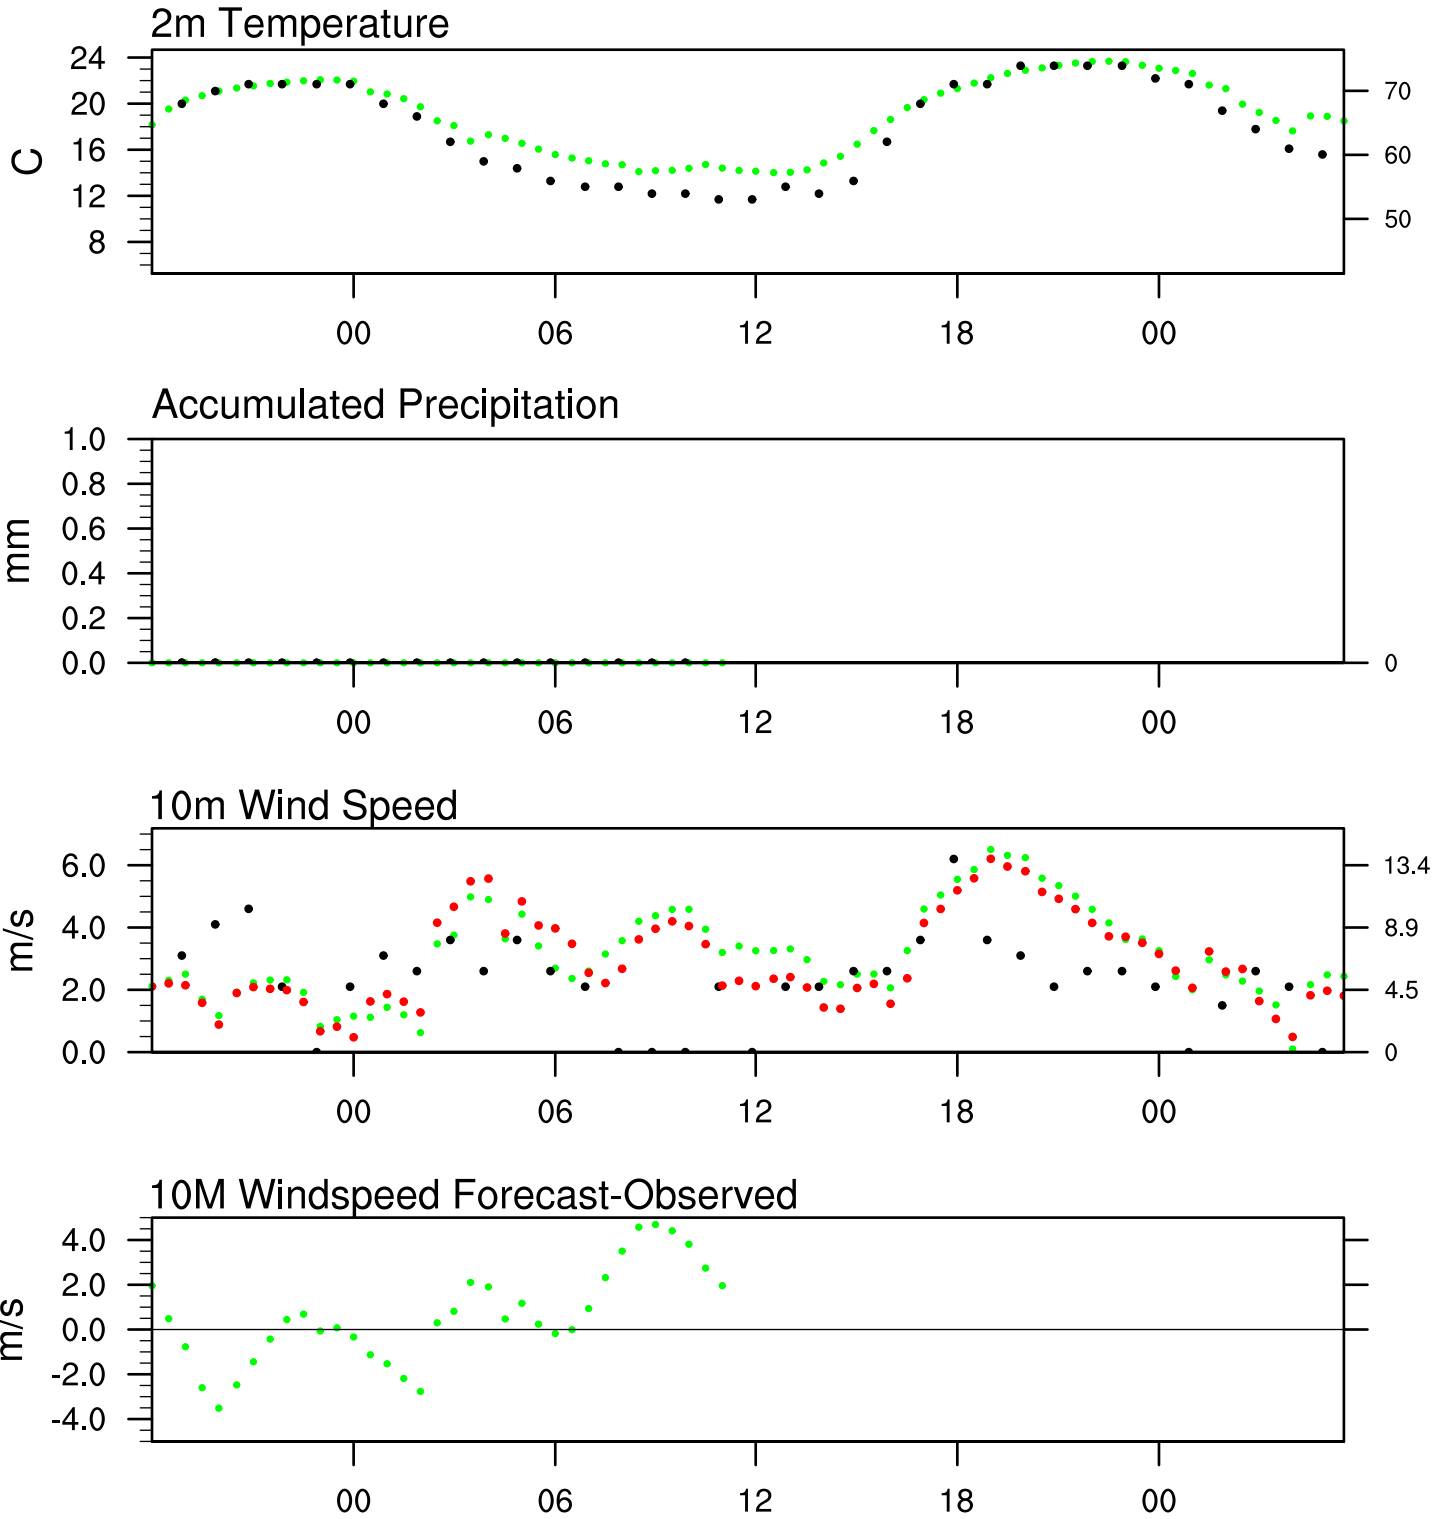 2m Temperature
24
20
16
12
8
C
70
60
50
00 06 12 18 00
Accumulated Precipitation
1.0
0.8
0.6
0.4
0.2
0.0
mm
0
00 06 12 18 00
10m Wind Speed
6.0
4.0
2.0
0.0
m/s
13.4
8.9
4.5
0
00 06 12 18 00
10M Windspeed Forecast-Observed
4.0
2.0
0.0
-2.0
-4.0
m/s
00 06 12 18 00